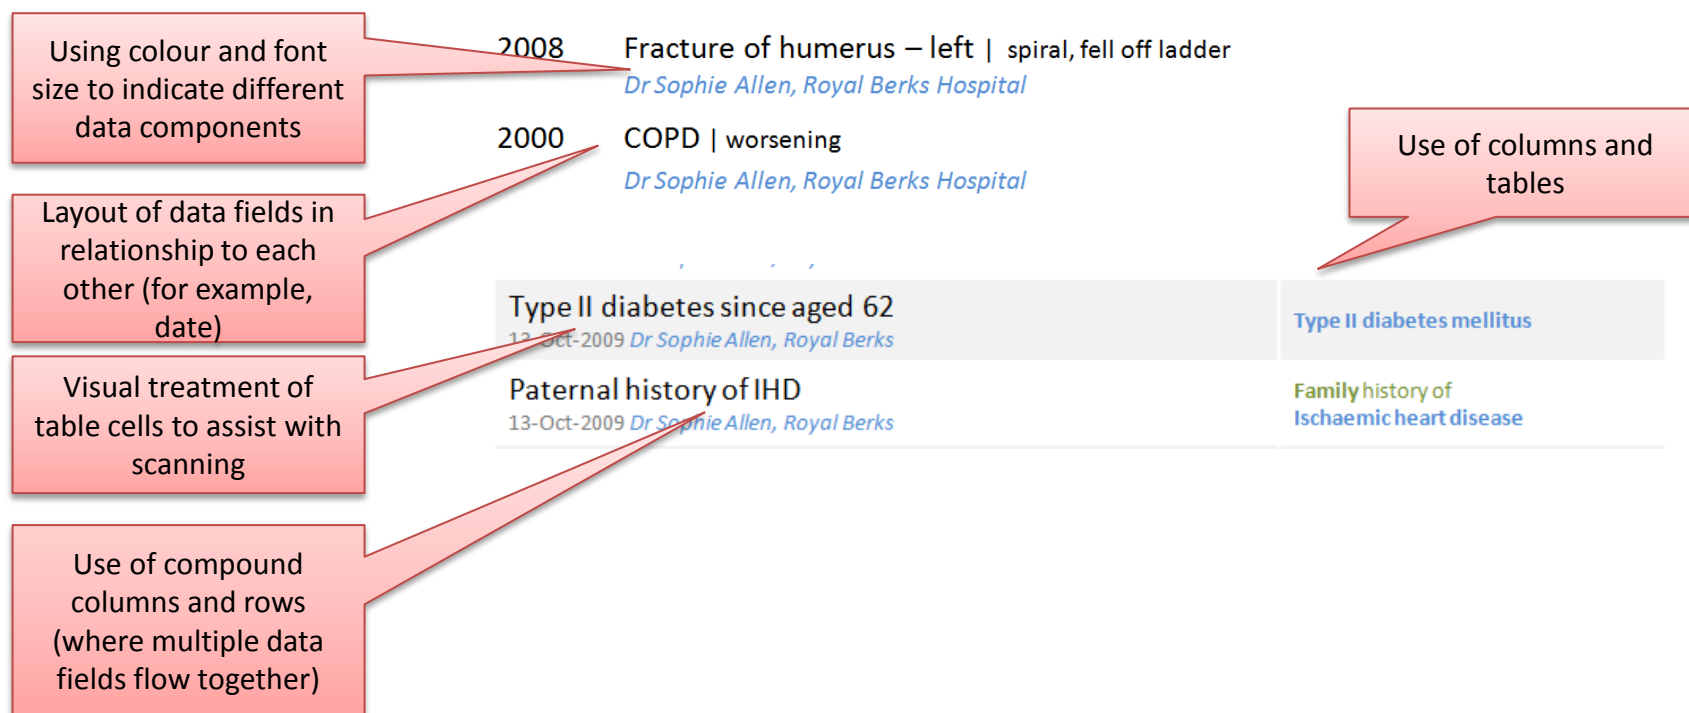 Using colour and font
size to indicate different
data components
2008 Fracture of humerus – left | spiral, fell off ladder
Dr Sophie Allen, Royal Berks Hospital
2000 COPD | worsening
Dr Sophie Allen, Royal Berks Hospital
Use of columns and
tables
Layout of data fields in
relationship to each
other (for example,
date)
Type II diabetes since aged 62
13-Oct-2009 Dr Sophie Allen, Royal Berks
Type II diabetes mellitus
Visual treatment of
table cells to assist with
scanning
Paternal history of IHD
13-Oct-2009 Dr Sophie Allen, Royal Berks
Family history of
Ischaemic heart disease
Use of compound
columns and rows
(where multiple data
fields flow together)